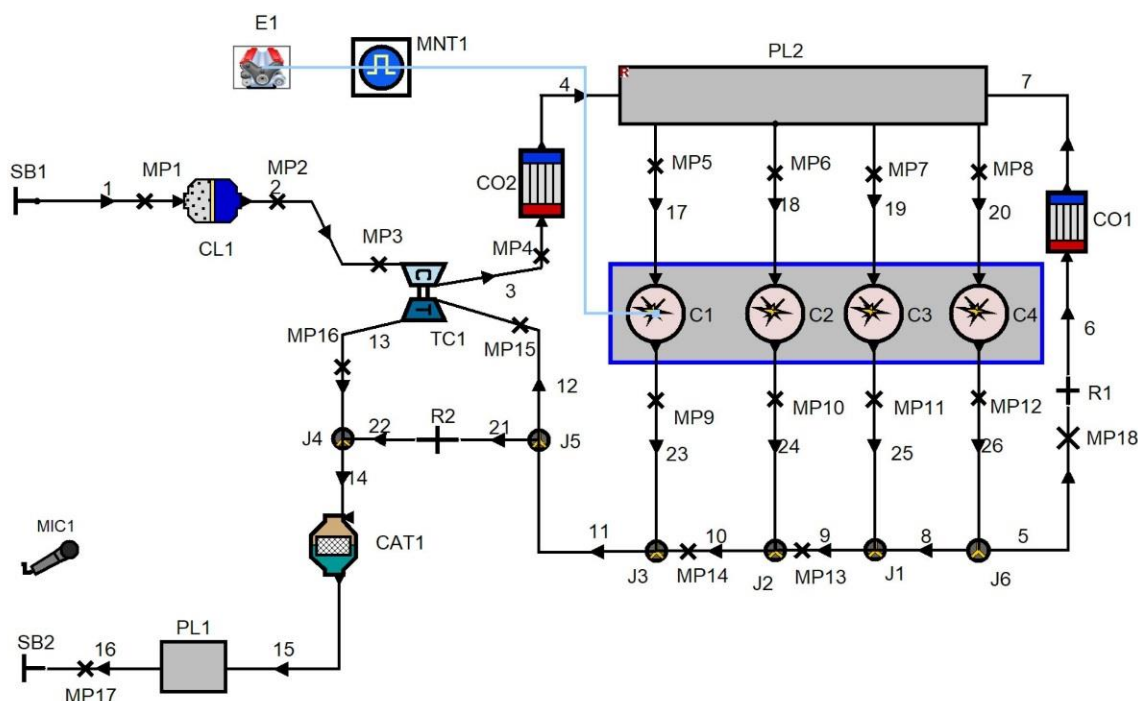 E1
MNT1
PL2
R
4
7
SB1
1
MP1
MP2
2
CL1
MP3
CO2
MP4
3
C
T
TC1
MP5
MP6
MP7
MP8
17
18
19
20
CO1
C1
C2
C3
C4
MP16
13
MP15
12
6
R1
MP18
MP9
MP10
MP11
MP12
J4
22
R2
21
J5
23
24
25
26
14
MIC1
CAT1
11
10
9
8
5
J3
MP14
J2
MP13
J1
J6
SB2
16
PL1
15
MP17